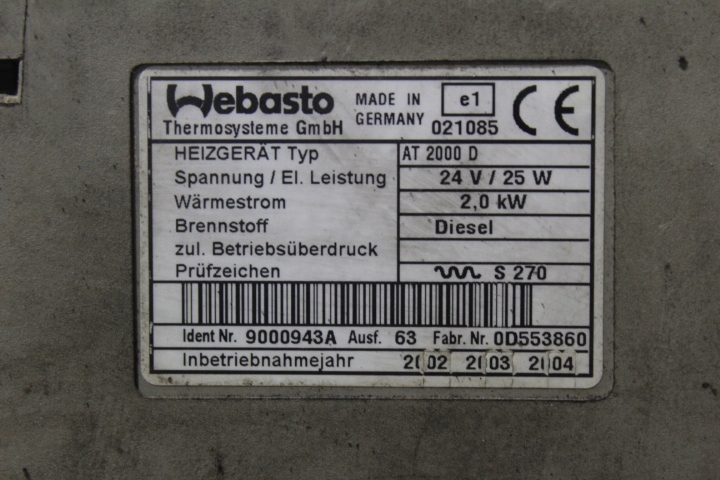 Webasto MADE IN GERMANY e1 CE
Thermosysteme GmbH 021085
HEIZGERÄT Typ AT 2000 D
Spannung / El. Leistung 24 V / 25 W
Wärmestrom 2,0 kW
Brennstoff Diesel
zul. Betriebsüberdruck
Prüfzeichen S 270
Ident Nr. 9000943A Ausf. 63 Fabr. Nr. 0D553860
Inbetriebnahmejahr 2002 2003 2004